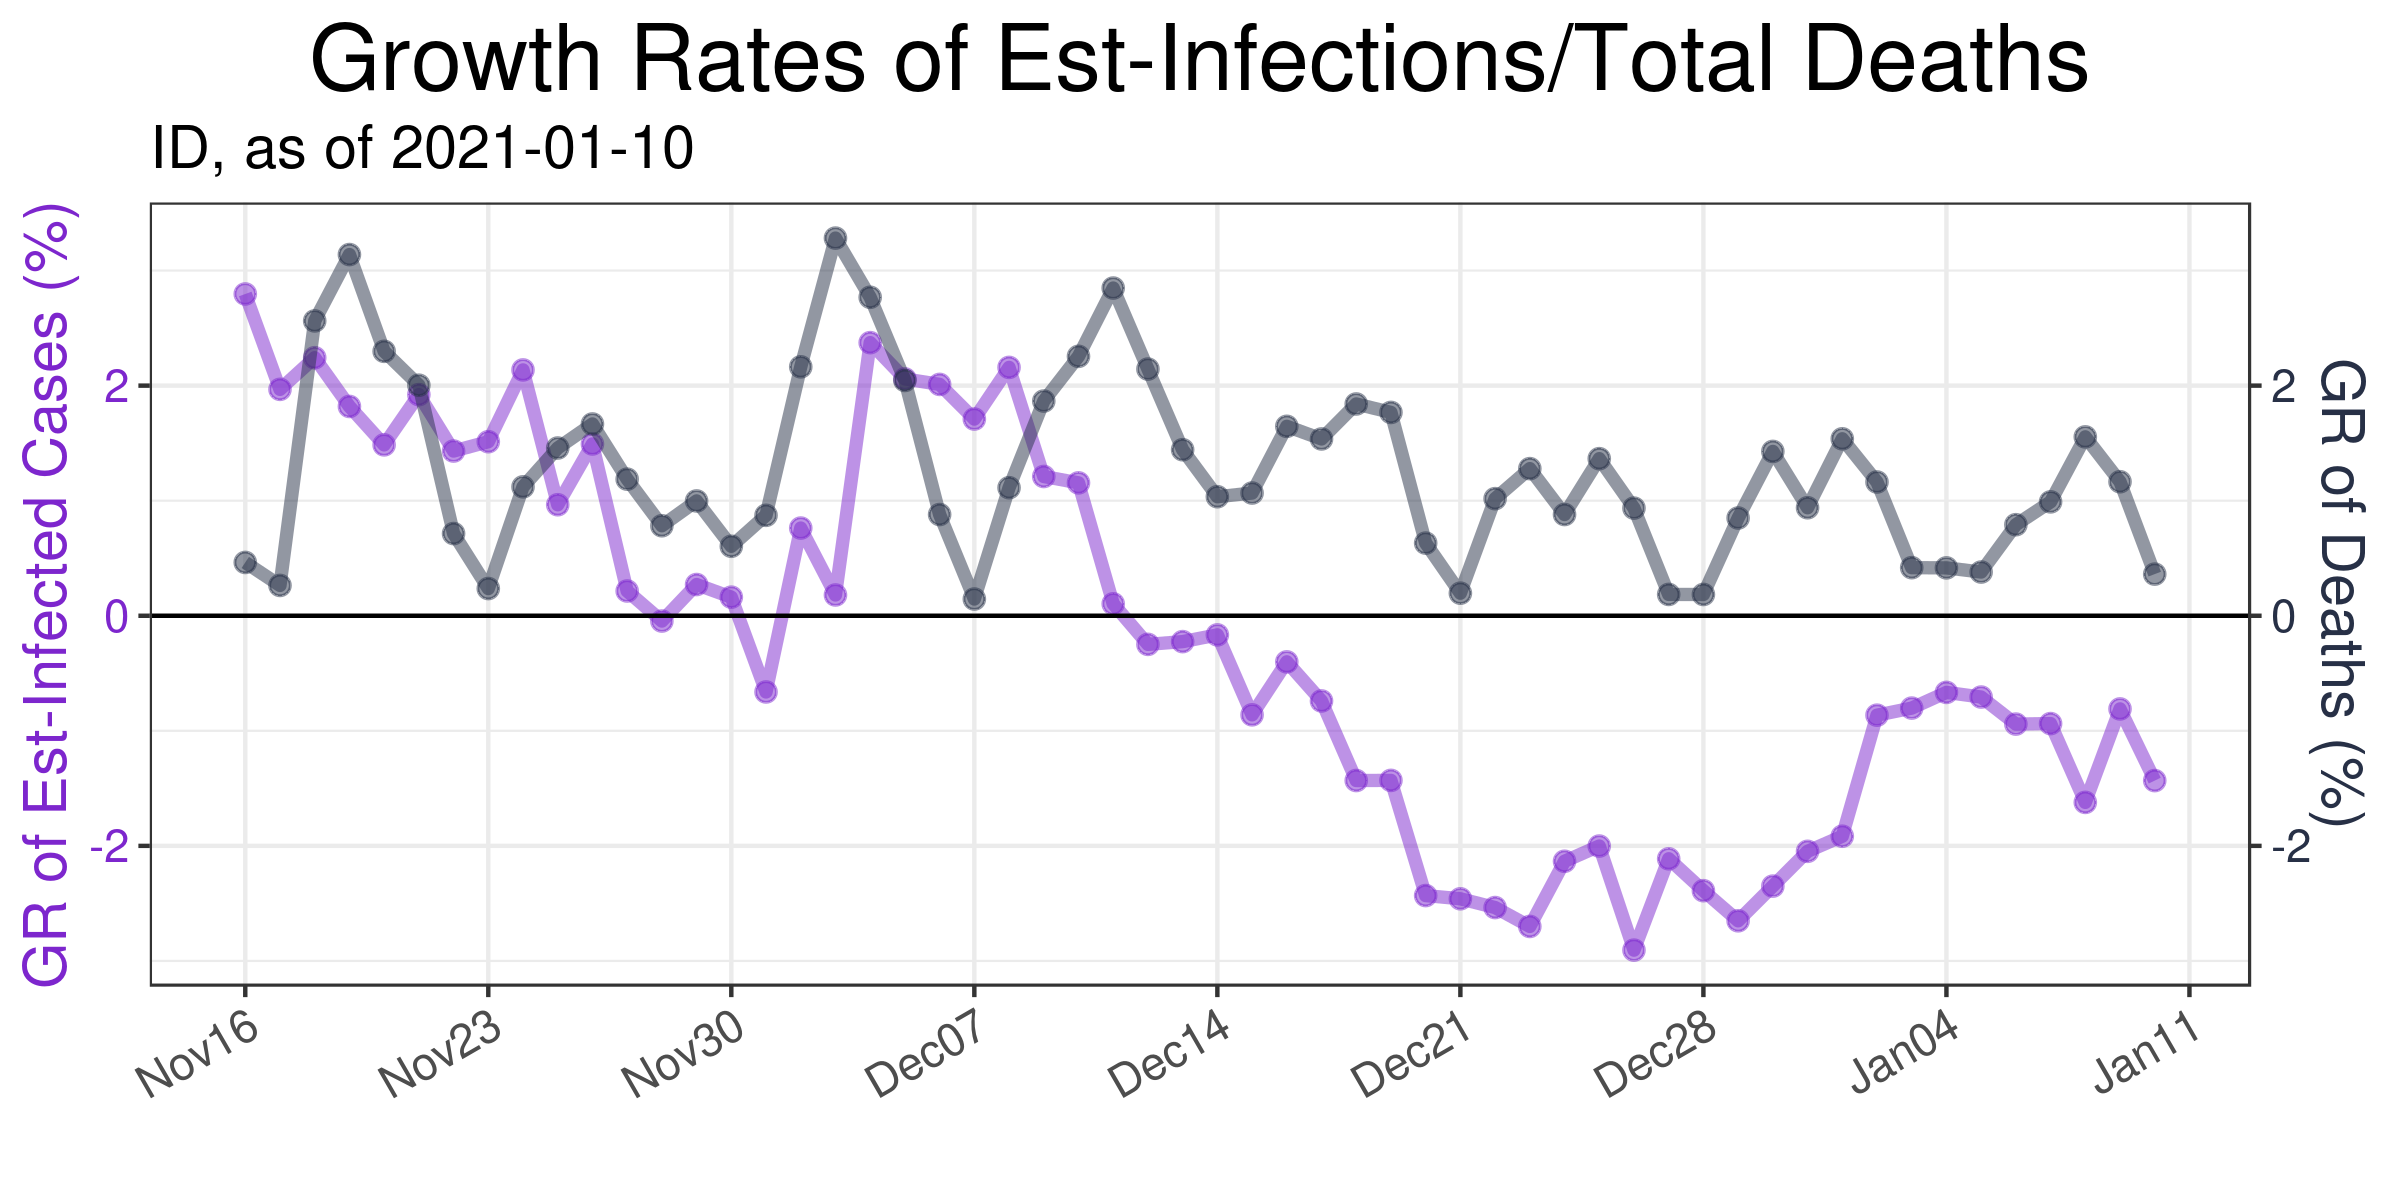 Growth Rates of Est-Infections/Total Deaths
ID, as of 2021-01-10
GR of Est-Infected Cases (%)
2
0
-2
2
0
-2
GR of Deaths (%)
Nov16
Nov23
Nov30
Dec07
Dec14
Dec21
Dec28
Jan04
Jan11